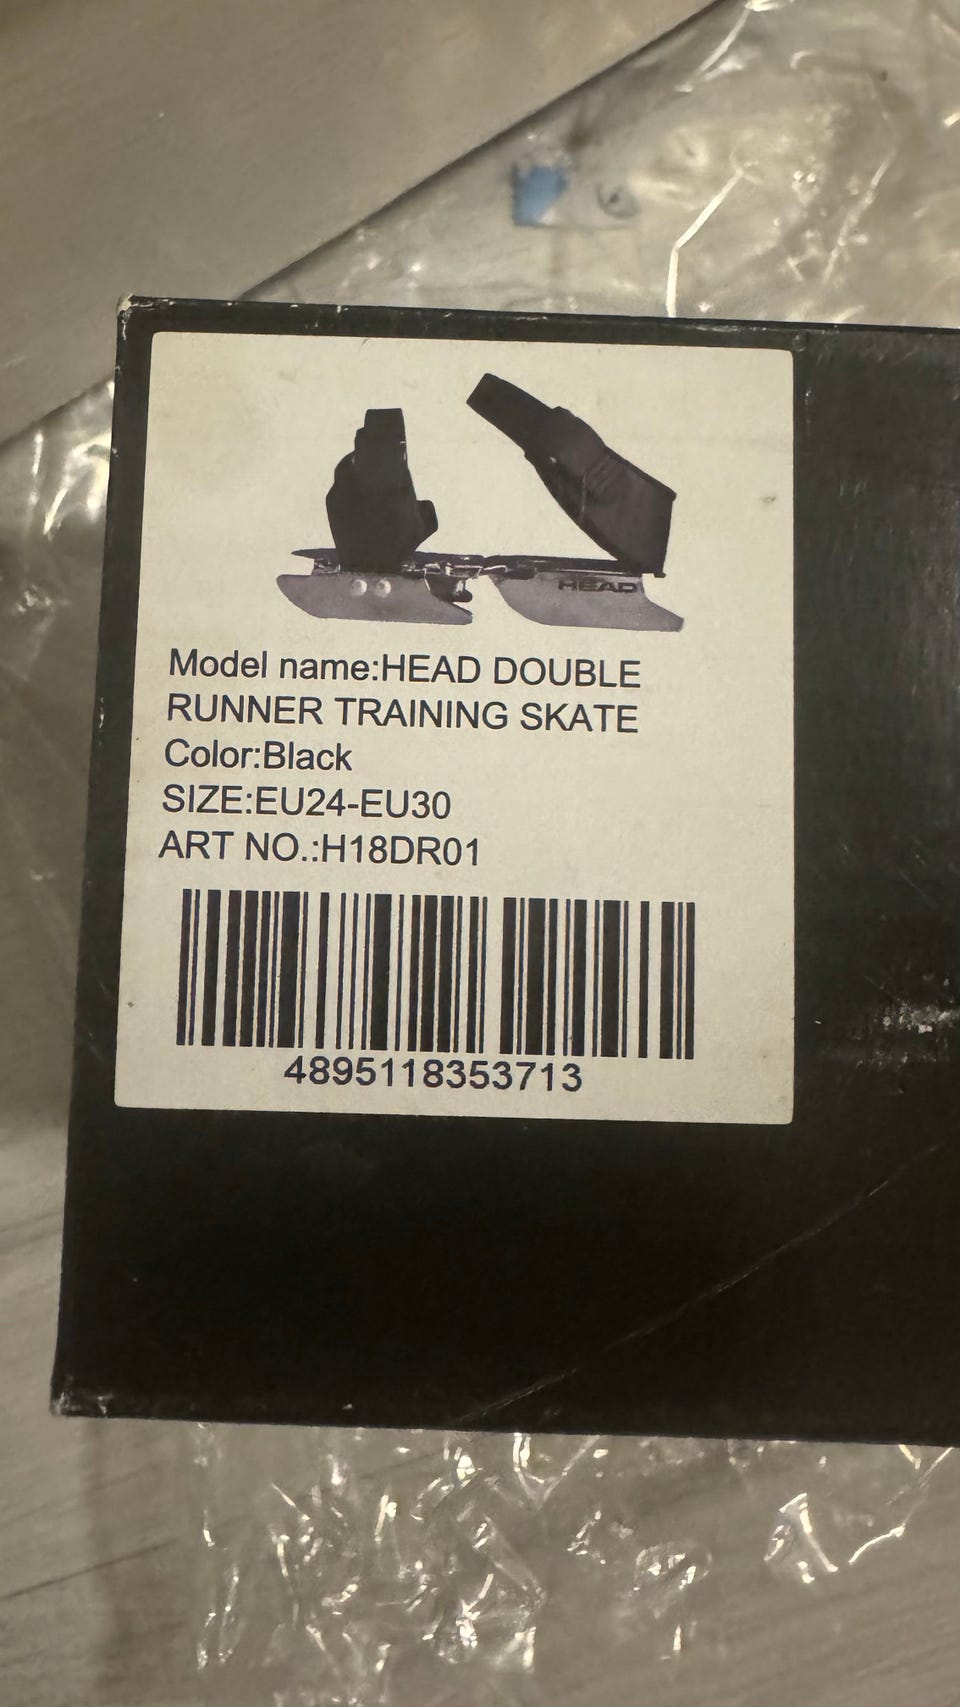 HEAD
Model name:HEAD DOUBLE
RUNNER TRAINING SKATE
Color:Black
SIZE:EU24-EU30
ART NO.:H18DR01
4895118353713